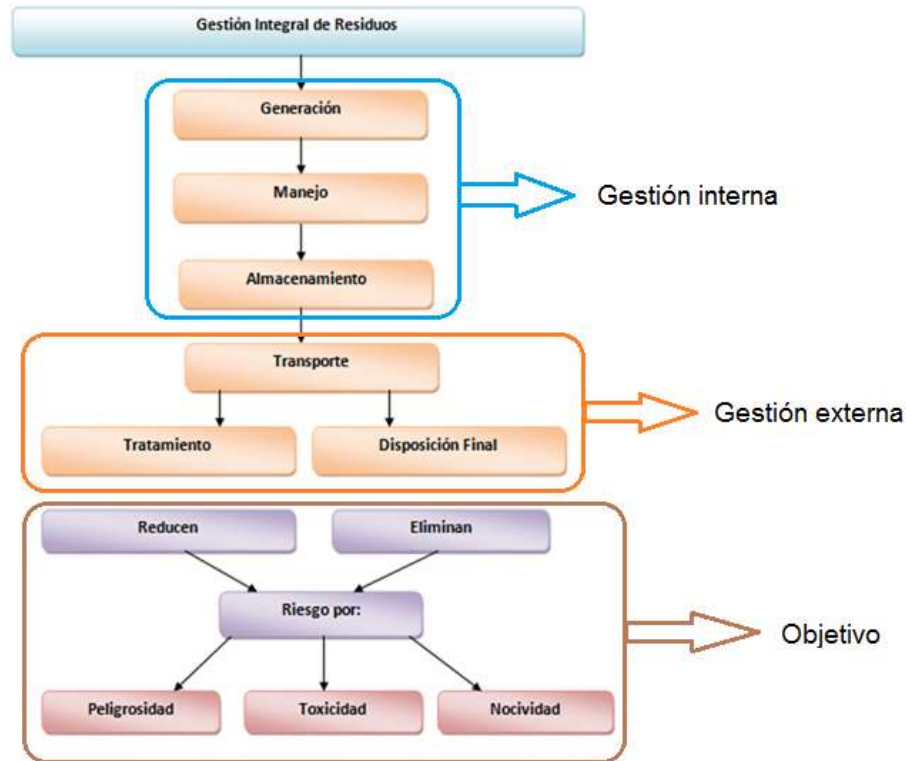 Gestión Integral de Residuos
Generación
Manejo
Almacenamiento
Gestión interna
Transporte
Tratamiento
Disposición Final
Gestión externa
Reducen
Eliminan
Riesgo por:
Peligrosidad
Toxicidad
Nocividad
Objetivo